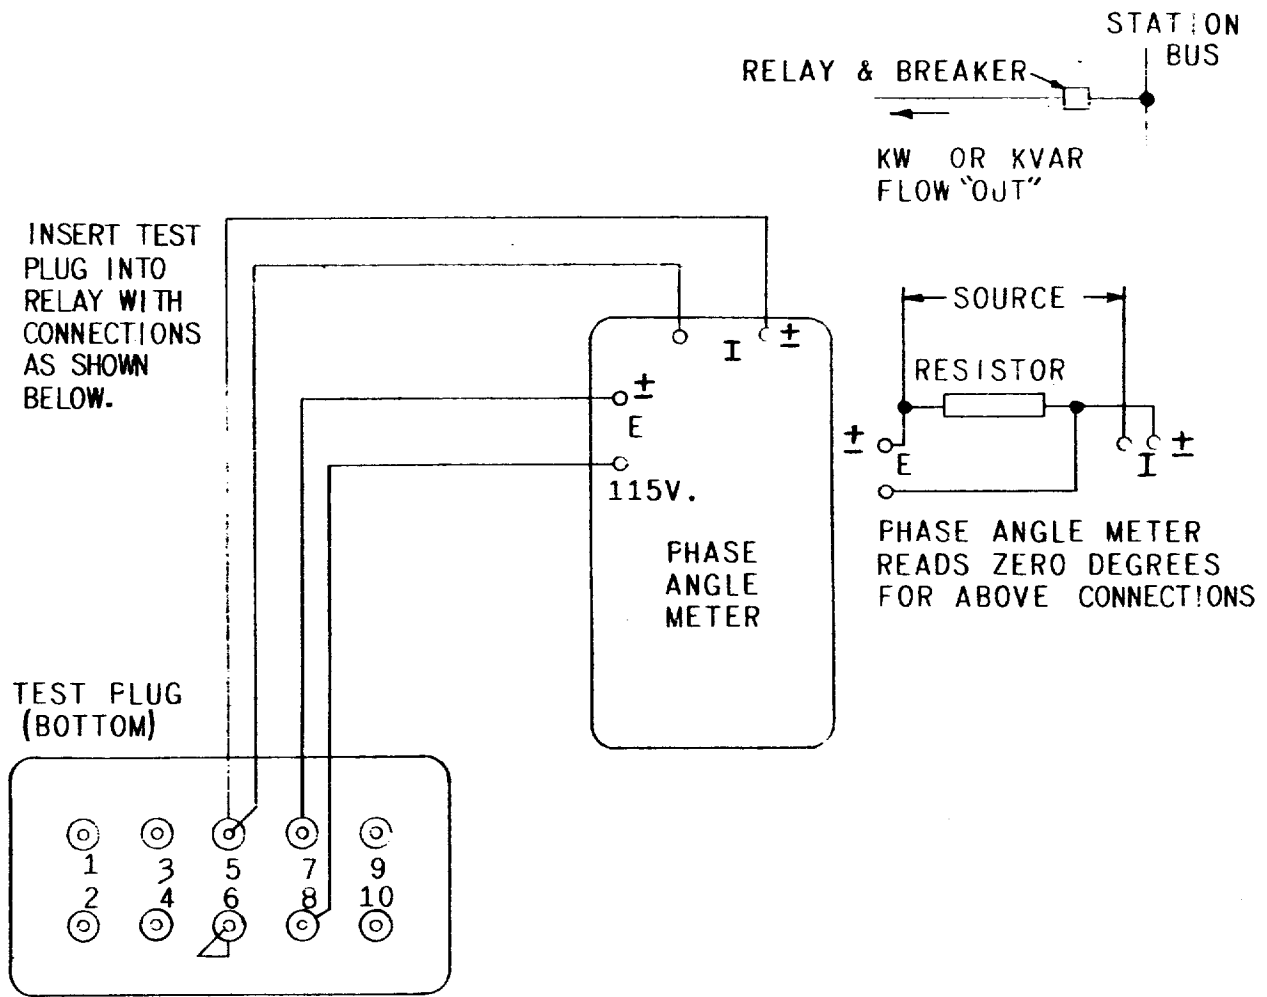 STATION
BUS
RELAY & BREAKER
KW OR KVAR
FLOW "OUT"
INSERT TEST
PLUG INTO
RELAY WITH
CONNECTIONS
AS SHOWN
BELOW.
SOURCE
RESISTOR
I ±
±
E
115V.
PHASE
ANGLE
METER
±
E
I ±
PHASE ANGLE METER
READS ZERO DEGREES
FOR ABOVE CONNECTIONS
TEST PLUG
(BOTTOM)
1 3 5 7 9
2 4 6 8 10